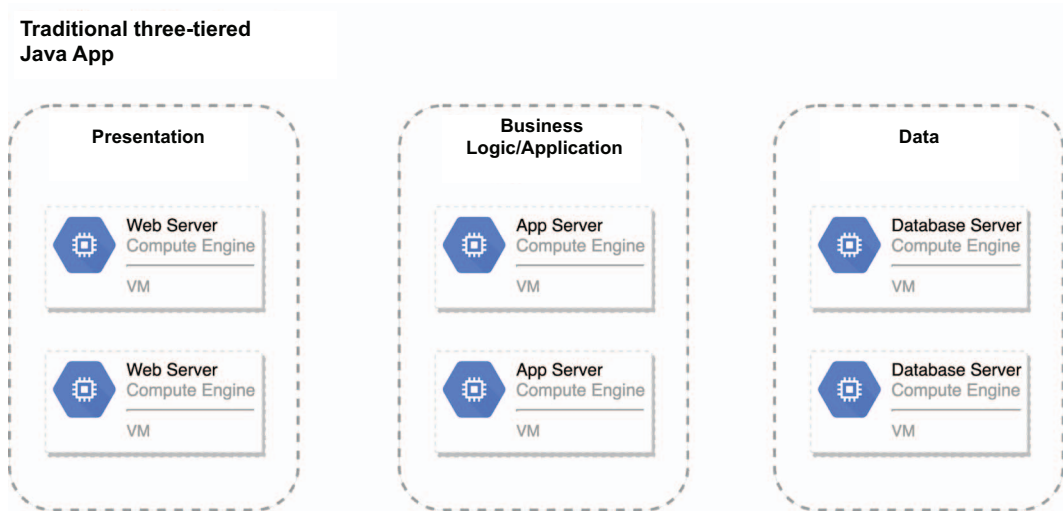 Traditional three-tiered
Java App
Presentation
Web Server
Compute Engine
VM
Web Server
Compute Engine
VM
Business
Logic/Application
App Server
Compute Engine
VM
App Server
Compute Engine
VM
Data
Database Server
Compute Engine
VM
Database Server
Compute Engine
VM